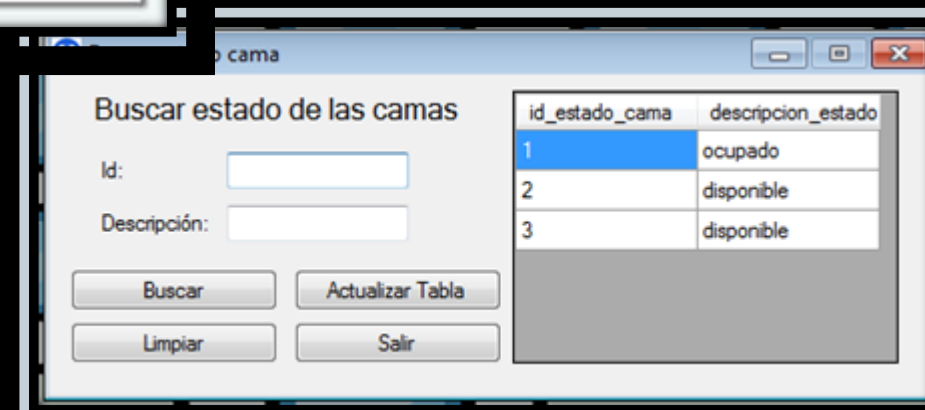 cama
Buscar estado de las camas
Id:
Descripción:
Buscar
Actualizar Tabla
Limpiar
Salir
id_estado_cama descripcion_estado
1 ocupado
2 disponible
3 disponible